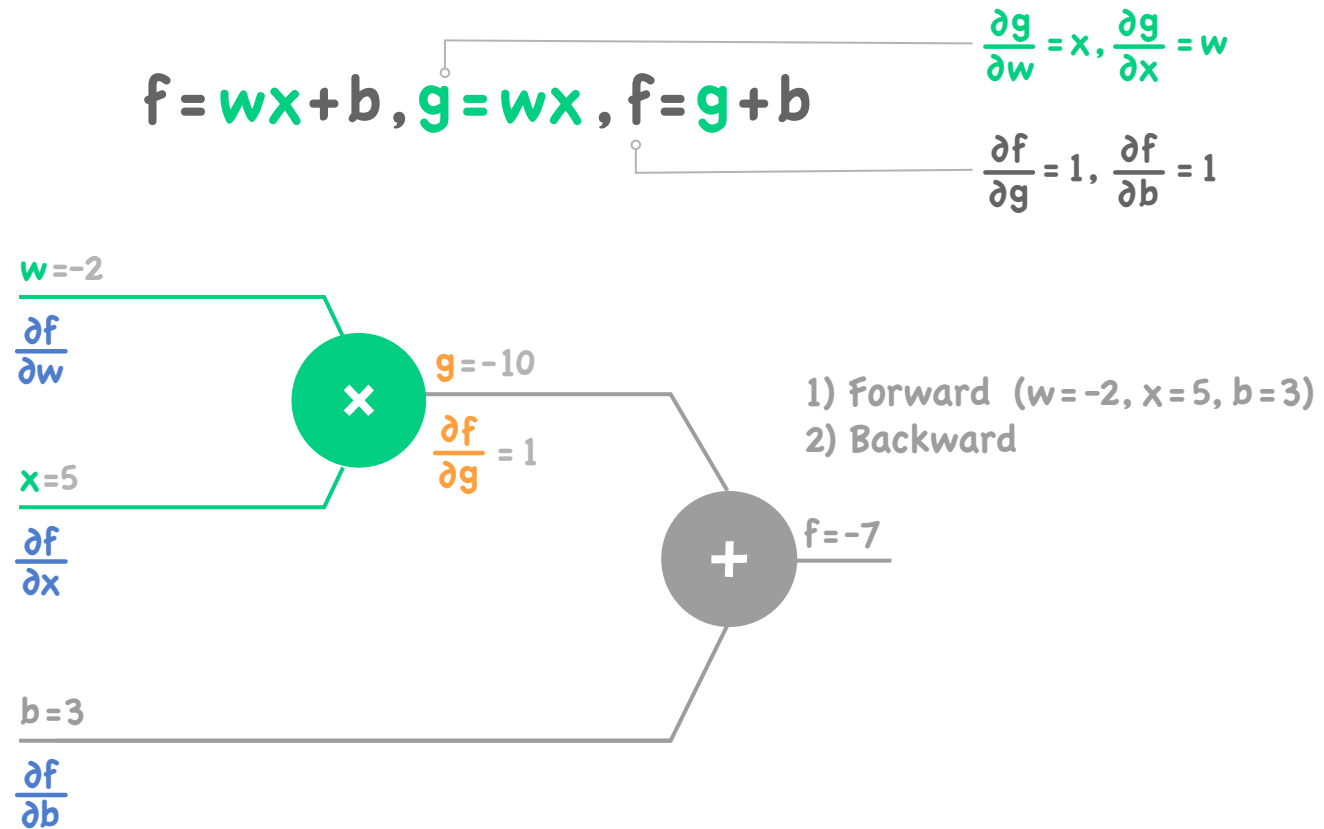 ∂g/∂w = x, ∂g/∂x = w
f = wx + b, g = wx, f = g + b
∂f/∂g = 1, ∂f/∂b = 1
w = -2
∂f/∂w
×
g = -10
∂f/∂g = 1
1) Forward (w = -2, x = 5, b = 3)
2) Backward
x = 5
∂f/∂x
+
f = -7
b = 3
∂f/∂b